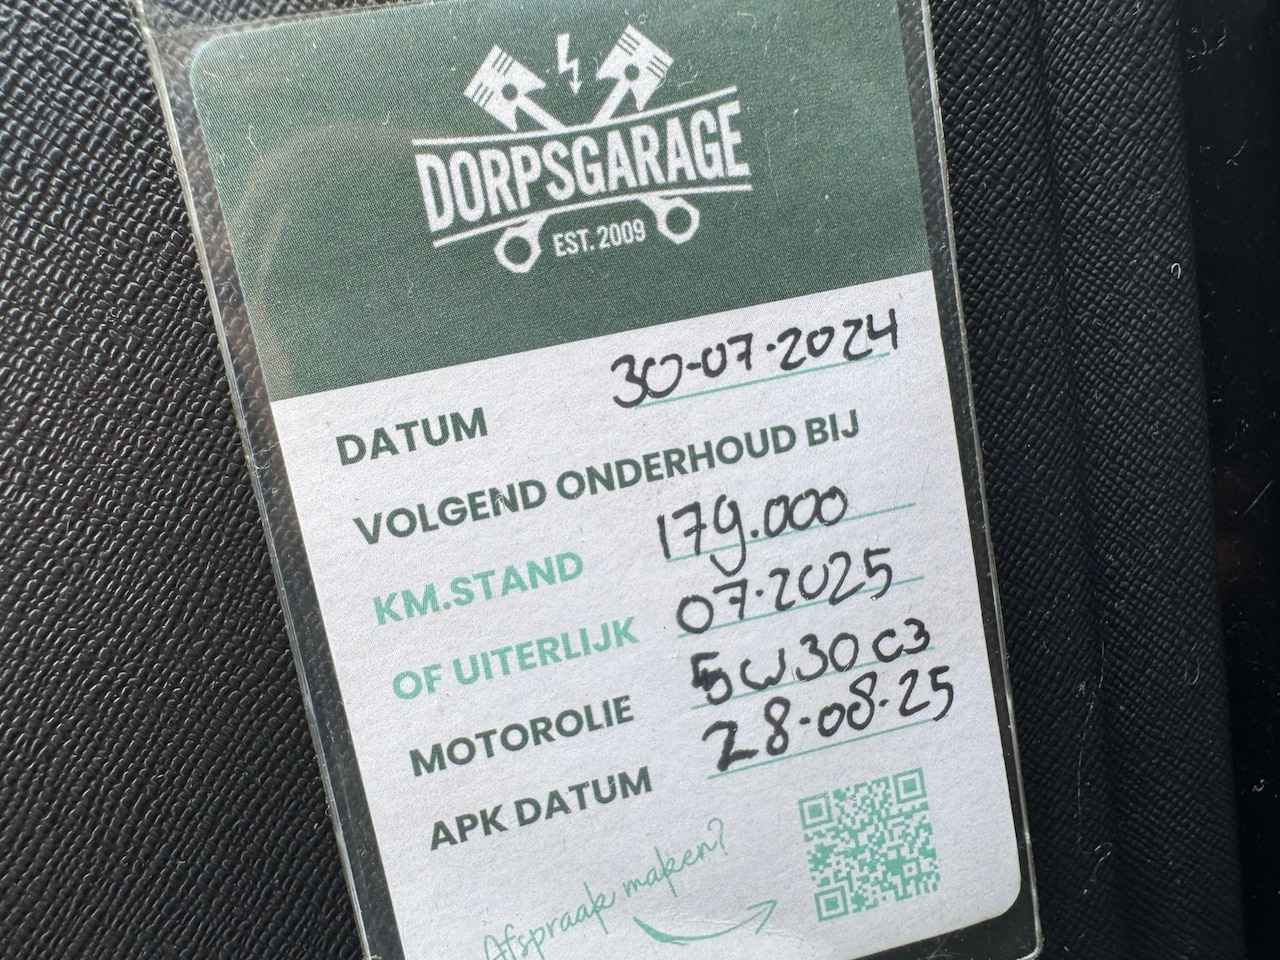 DORPSGARAGE
EST. 2009
DATUM 30-07-2024
VOLGEND ONDERHOUD BIJ
KM.STAND 179.000
OF UITERLIJK 07-2025
MOTOROLIE 5W30 C3
APK DATUM 28-08-25
Afspraak maken?